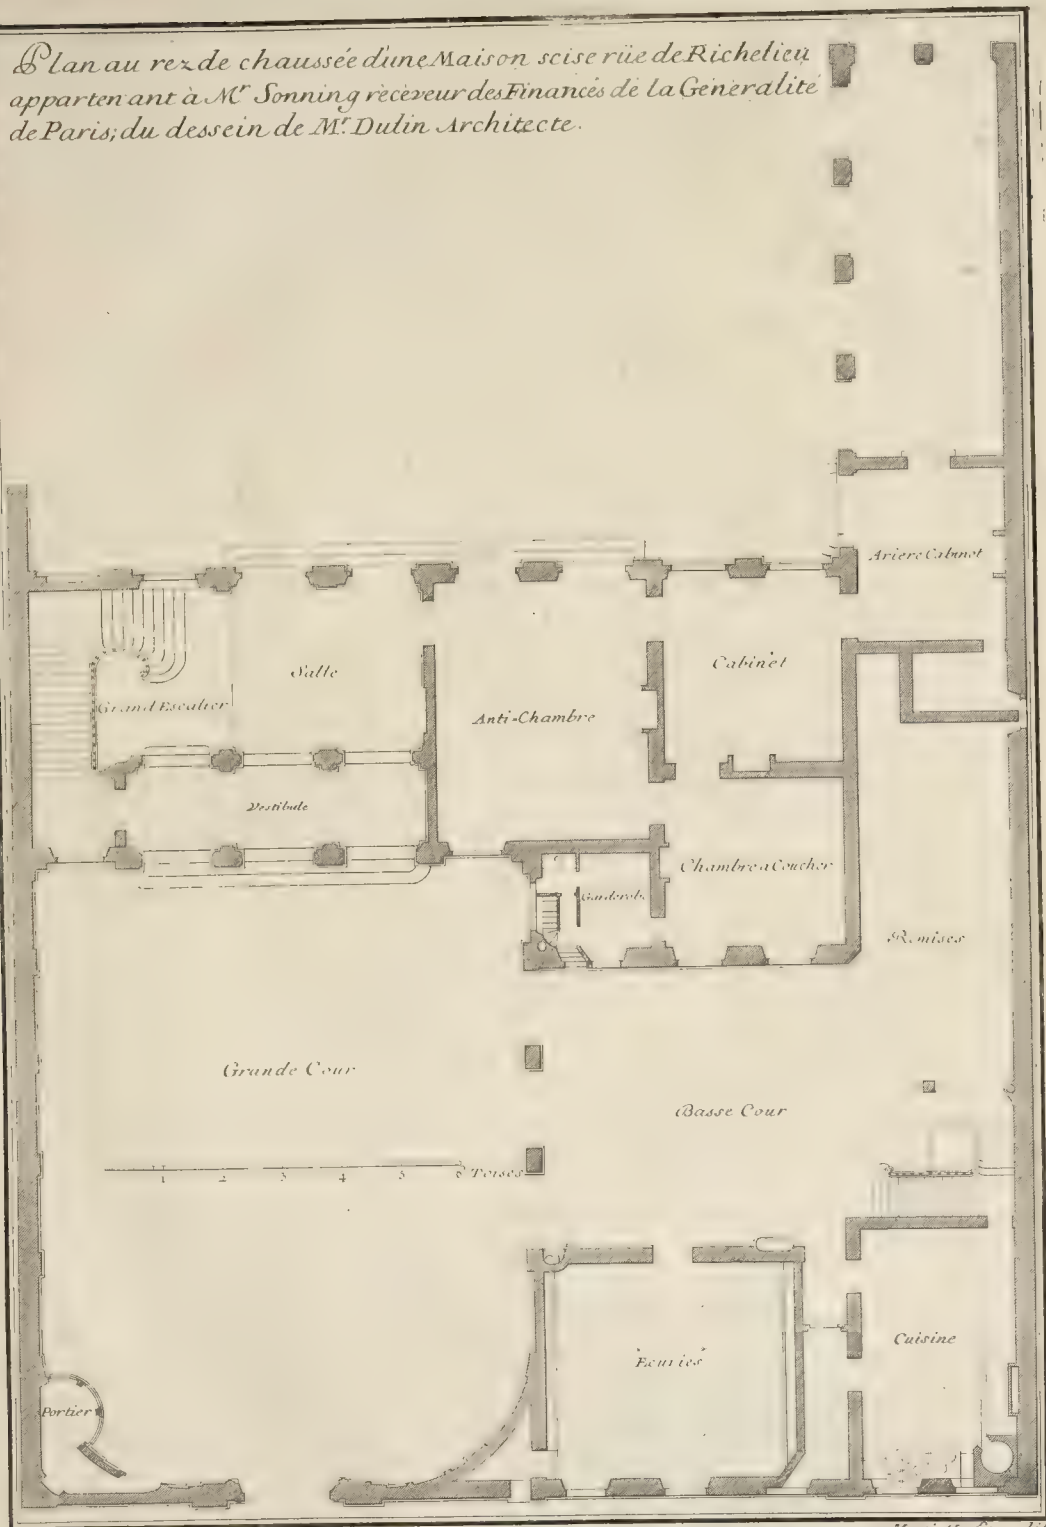 Plan au rez de chaussée d'une Maison scise rüe de Richelieu
appartenant à Mr. Sonning receveur des Finances de la Generalité
de Paris; du dessein de Mr. Dulin Architecte.
Ariere Cabinet
Salle
Cabinet
Grand Escalier
Anti-Chambre
Vestibule
Chambre a Coucher
Garderobe
Remises
Grande Cour
Basse Cour
1 2 3 4 5 6 Toises
Ecuries
Cuisine
Portier